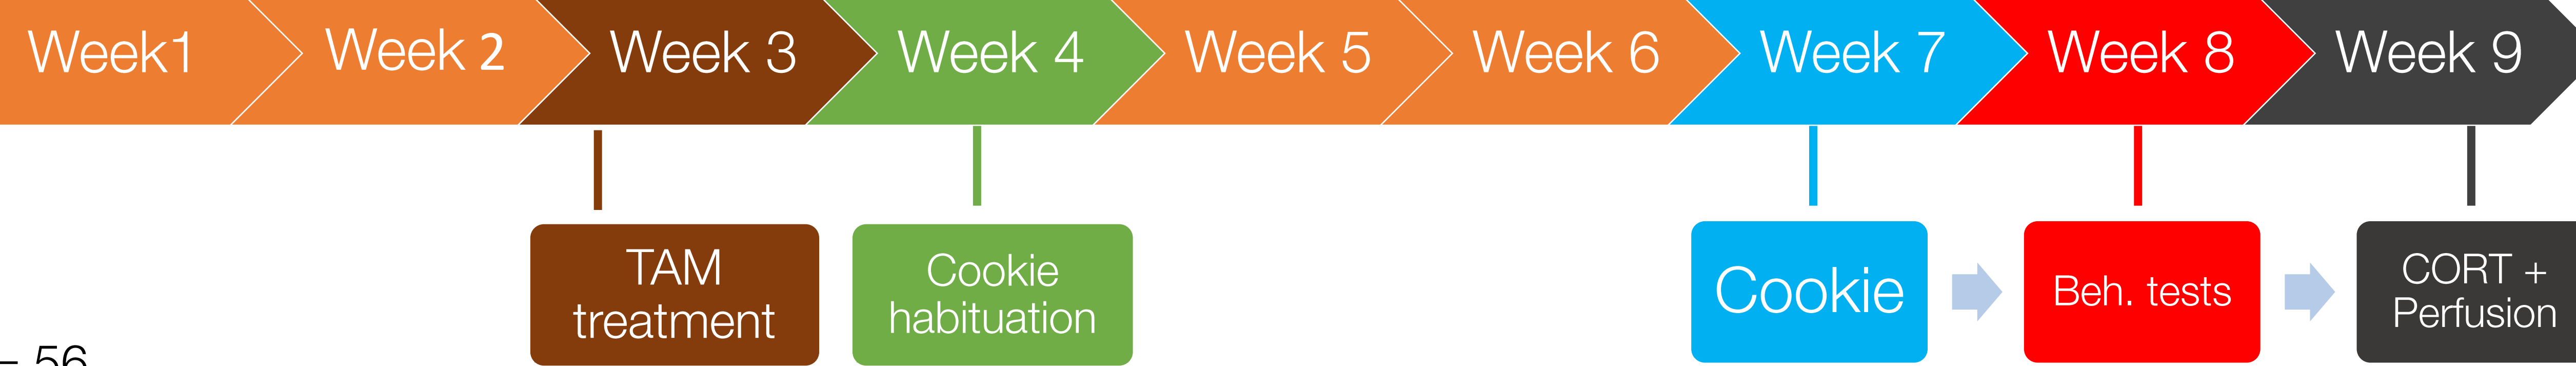 Week1 Week 2 Week 3 Week 4 Week 5 Week 6 Week 7 Week 8 Week 9
TAM
treatment
Cookie
habituation
Cookie
Beh. tests
CORT +
Perfusion
56